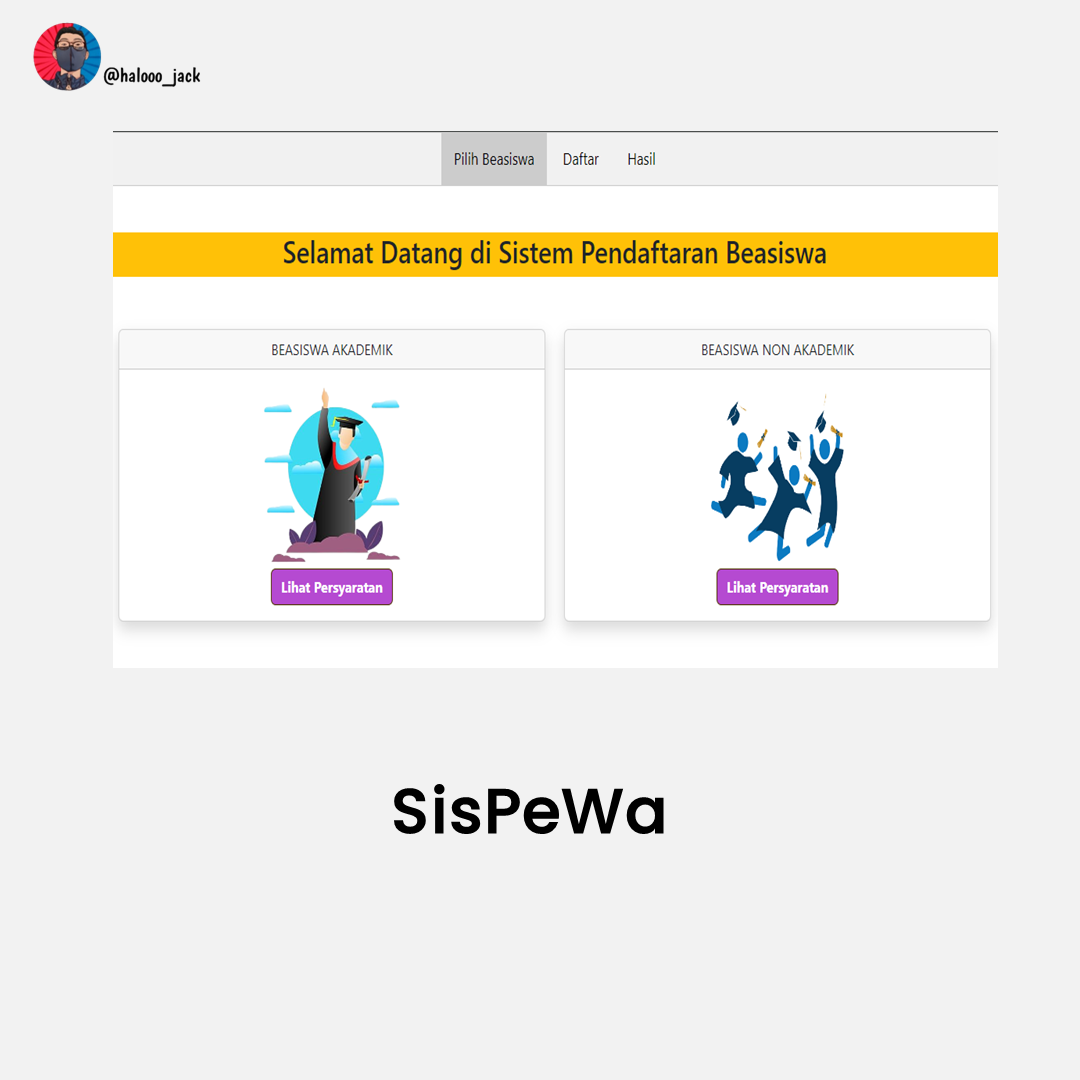 @halooo_jack
Pilih Beasiswa Daftar Hasil
Selamat Datang di Sistem Pendaftaran Beasiswa
BEASISWA AKADEMIK
Lihat Persyaratan
BEASISWA NON AKADEMIK
Lihat Persyaratan
SisPeWa